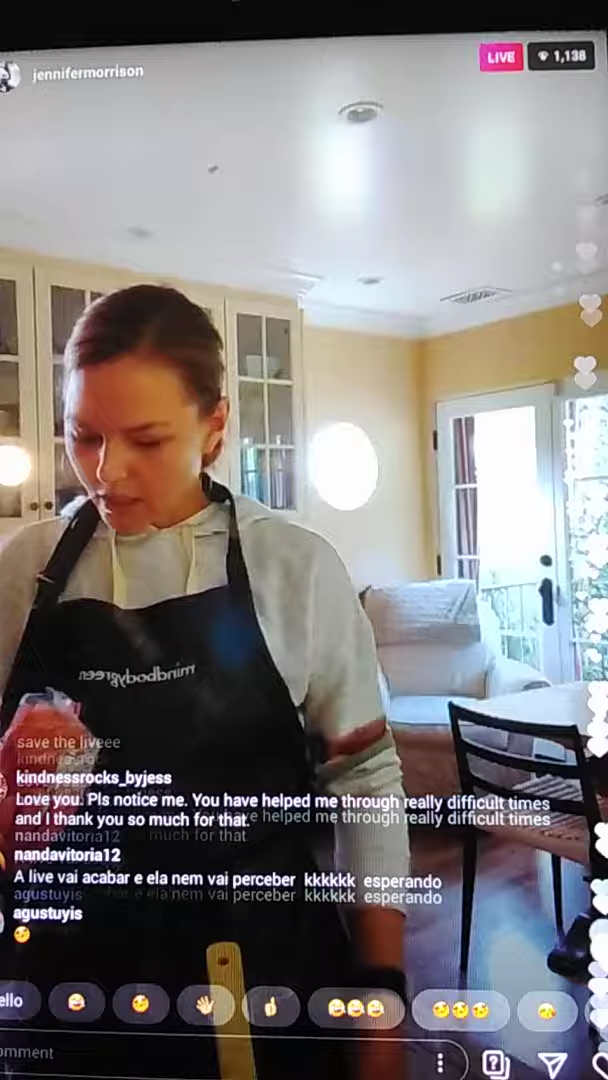 jennifermorrison
LIVE
1,138
mindbodygreen
save the liveee
kindnessrocks_byjess
Love you. Pls notice me. You have helped me through really difficult times
and I thank you so much for that.
nandavitoria12
A live vai acabar e ela nem vai perceber kkkkkk esperando
agustuyis
ello
omment